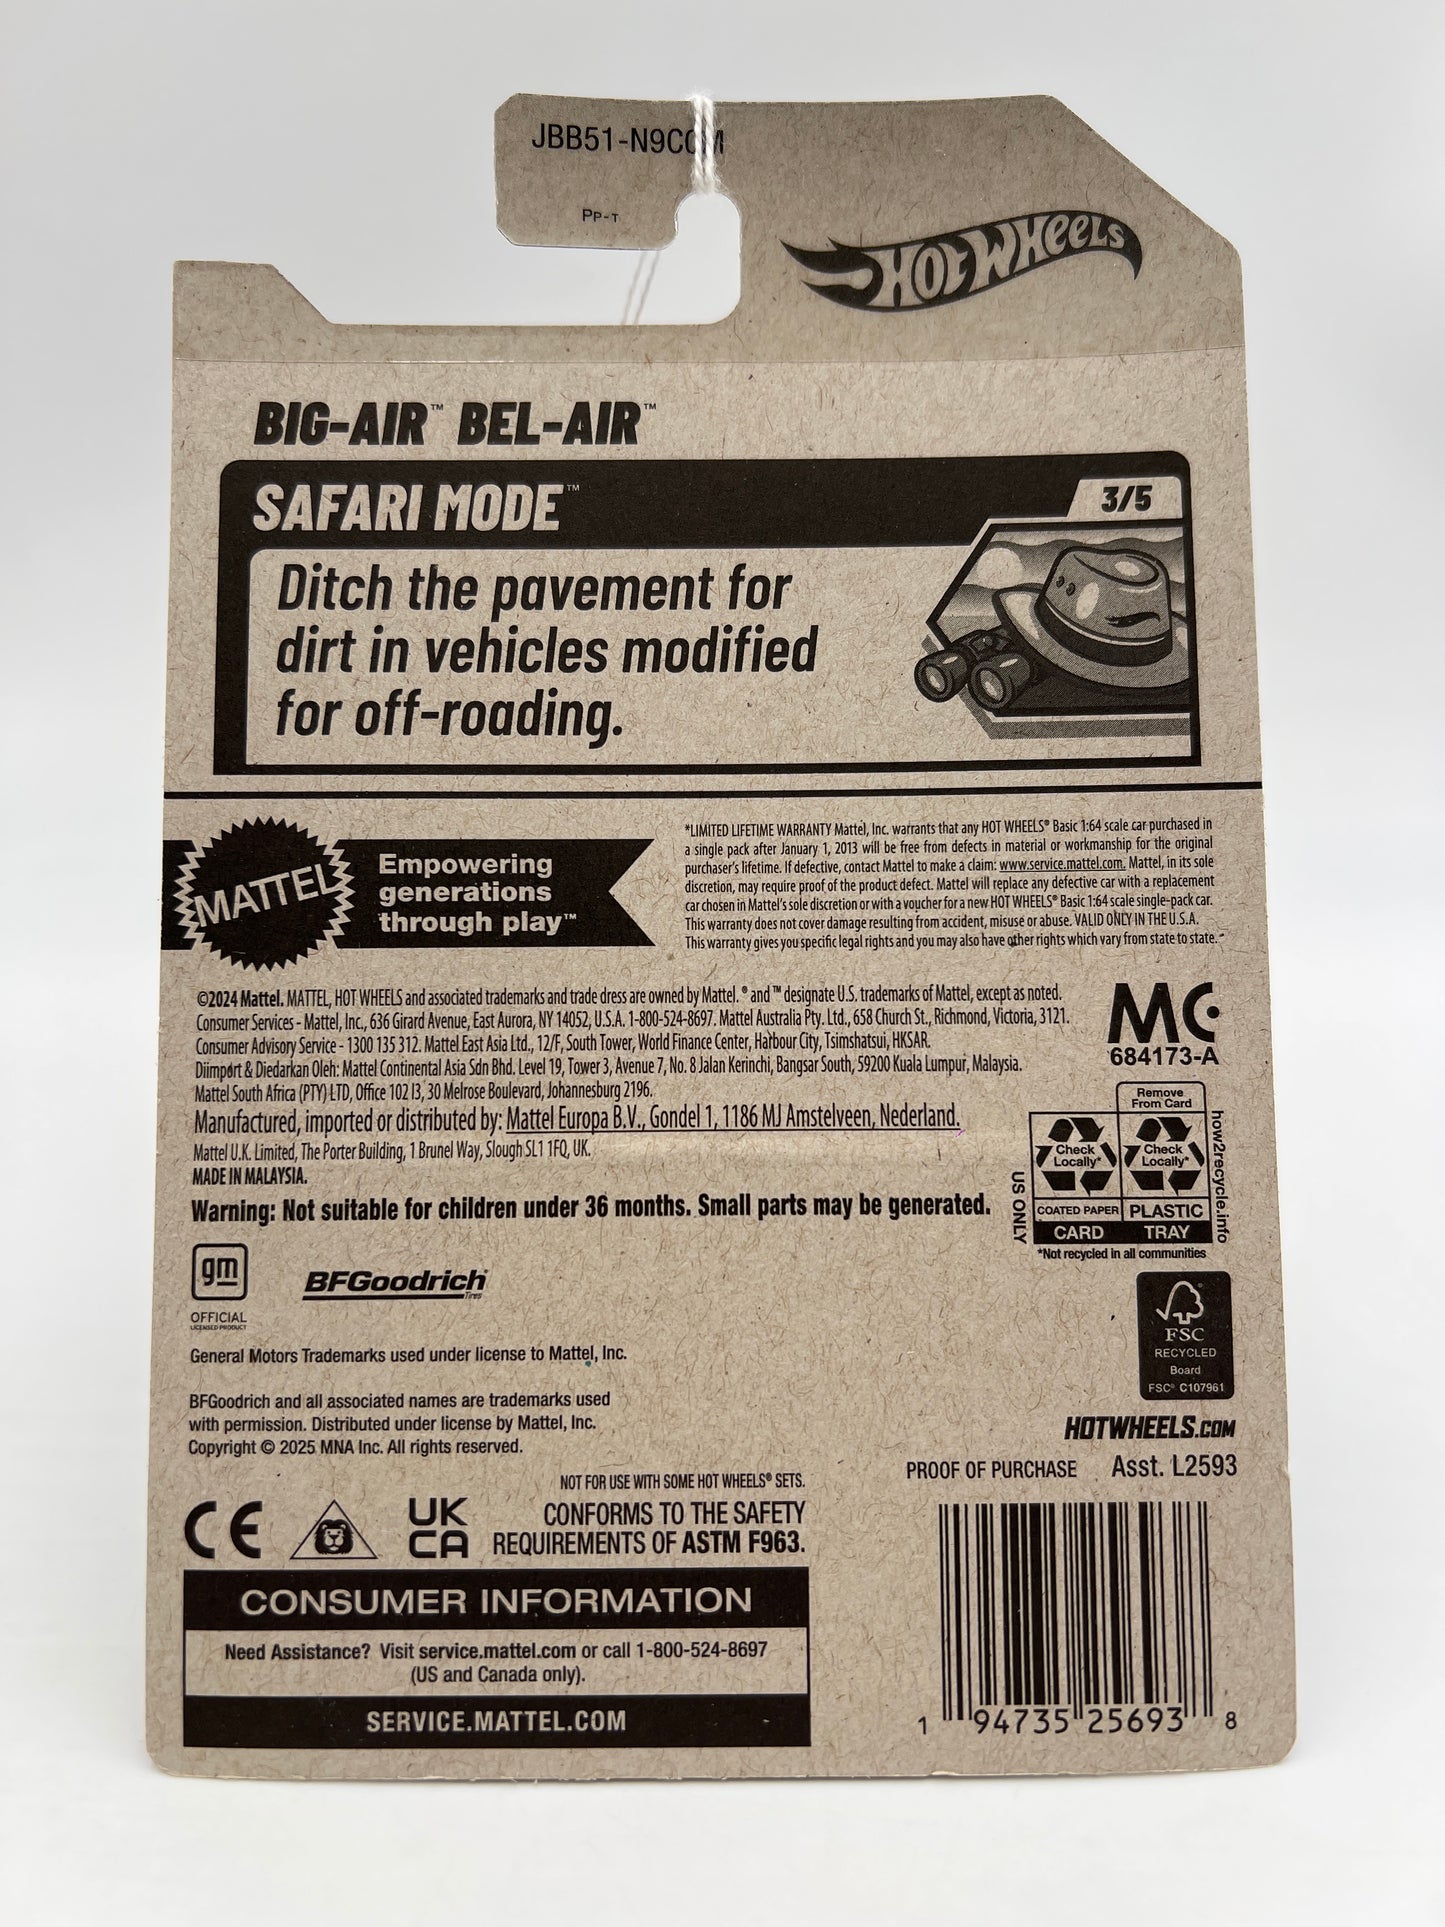 JBB51-N9C0M
PP-T
HOT WHEELS
BIG-AIR™ BEL-AIR™
SAFARI MODE™
3/5
Ditch the pavement for
dirt in vehicles modified
for off-roading.
MATTEL
Empowering
generations
through play™
*LIMITED LIFETIME WARRANTY Mattel, Inc. warrants that any HOT WHEELS® Basic 1:64 scale car purchased in
a single pack after January 1, 2013 will be free from defects in material or workmanship for the original
purchaser's lifetime. If defective, contact Mattel to make a claim: www.service.mattel.com. Mattel, in its sole
discretion, may require proof of the product defect. Mattel will replace any defective car with a replacement
car chosen in Mattel's sole discretion or with a voucher for a new HOT WHEELS® Basic 1:64 scale single-pack car.
This warranty does not cover damage resulting from accident, misuse or abuse. VALID ONLY IN THE U.S.A.
This warranty gives you specific legal rights and you may also have other rights which vary from state to state.
©2024 Mattel. MATTEL, HOT WHEELS and associated trademarks and trade dress are owned by Mattel. ® and ™ designate U.S. trademarks of Mattel, except as noted.
Consumer Services - Mattel, Inc., 636 Girard Avenue, East Aurora, NY 14052, U.S.A. 1-800-524-8697. Mattel Australia Pty. Ltd., 658 Church St., Richmond, Victoria, 3121.
Consumer Advisory Service - 1300 135 312. Mattel East Asia Ltd., 12/F, South Tower, World Finance Center, Harbour City, Tsimshatsui, HKSAR.
Diimport & Diedarkan Oleh: Mattel Continental Asia Sdn Bhd. Level 19, Tower 3, Avenue 7, No. 8 Jalan Kerinchi, Bangsar South, 59200 Kuala Lumpur, Malaysia.
Mattel South Africa (PTY) LTD, Office 102 I3, 30 Melrose Boulevard, Johannesburg 2196.
Manufactured, imported or distributed by: Mattel Europa B.V., Gondel 1, 1186 MJ Amstelveen, Nederland.
Mattel U.K. Limited, The Porter Building, 1 Brunel Way, Slough SL1 1FQ, UK.
MADE IN MALAYSIA.
Warning: Not suitable for children under 36 months. Small parts may be generated.
MC
684173-A
Remove
From Card
Check
Locally*
Check
Locally*
COATED PAPER
PLASTIC
CARD
TRAY
US ONLY
how2recycle.info
*Not recycled in all communities
gm
OFFICIAL
LICENSED PRODUCT
BFGoodrich®
Tires
FSC
RECYCLED
Board
FSC® C107961
General Motors Trademarks used under license to Mattel, Inc.
BFGoodrich and all associated names are trademarks used
with permission. Distributed under license by Mattel, Inc.
Copyright © 2025 MNA Inc. All rights reserved.
HOTWHEELS.COM
PROOF OF PURCHASE Asst. L2593
NOT FOR USE WITH SOME HOT WHEELS® SETS.
CE
UK
CA
CONFORMS TO THE SAFETY
REQUIREMENTS OF ASTM F963.
CONSUMER INFORMATION
Need Assistance? Visit service.mattel.com or call 1-800-524-8697
(US and Canada only).
SERVICE.MATTEL.COM
1 94735 25693 8